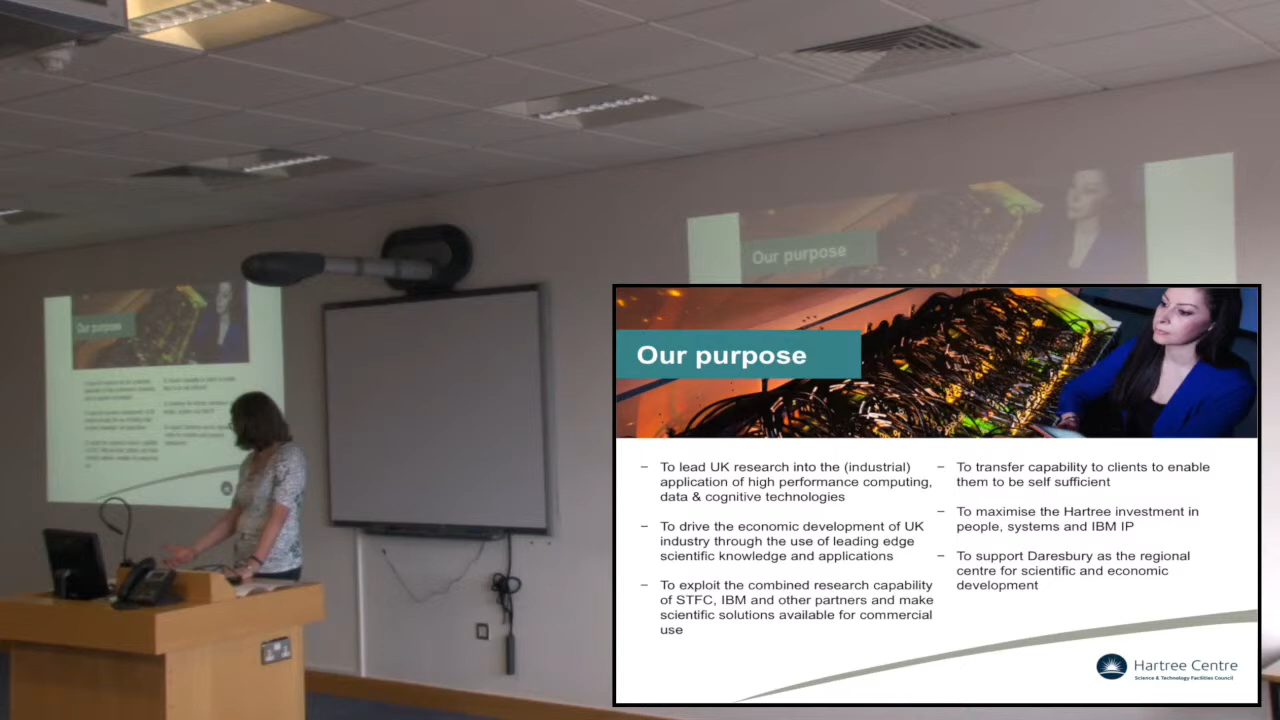 Our purpose
Our purpose
Our purpose
– To lead UK research into the (industrial)
application of high performance computing,
data & cognitive technologies
– To drive the economic development of UK
industry through the use of leading edge
scientific knowledge and applications
– To exploit the combined research capability
of STFC, IBM and other partners and make
scientific solutions available for commercial
use
– To transfer capability to clients to enable
them to be self sufficient
– To maximise the Hartree investment in
people, systems and IBM IP
– To support Daresbury as the regional
centre for scientific and economic
development
Hartree Centre
Science & Technology Facilities Council